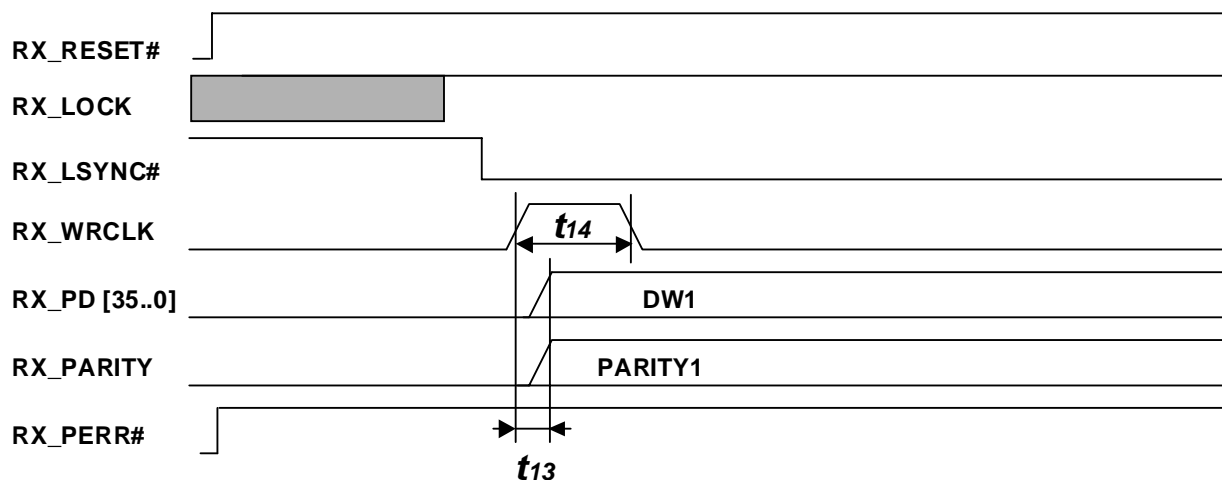 RX_RESET#
RX_LOCK
RX_LSYNC#
RX_WRCLK
t14
RX_PD [35..0]
DW1
RX_PARITY
PARITY1
RX_PERR#
t13